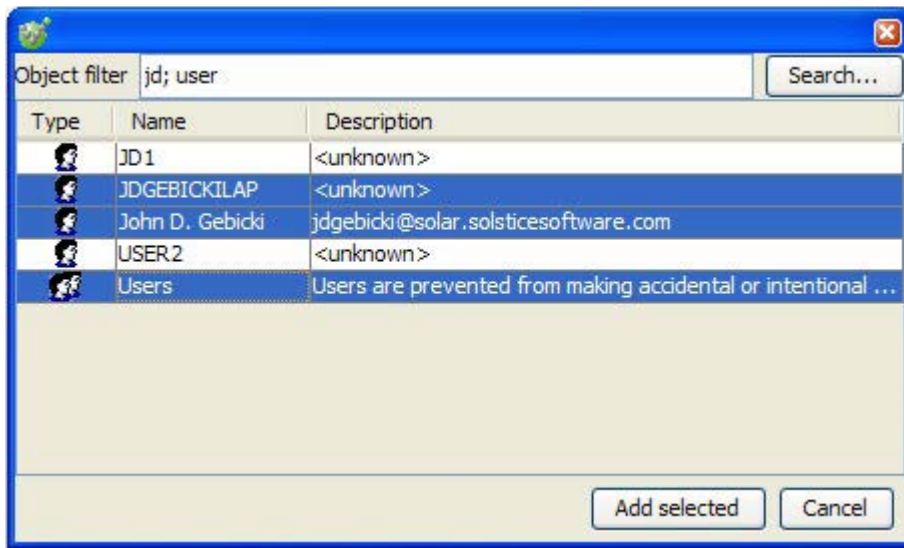 Object filter jd; user Search...
Type Name Description
JD1 <unknown>
JDGEBICKILAP <unknown>
John D. Gebicki jdgebicki@solar.solsticesoftware.com
USER2 <unknown>
Users Users are prevented from making accidental or intentional ...
Add selected Cancel